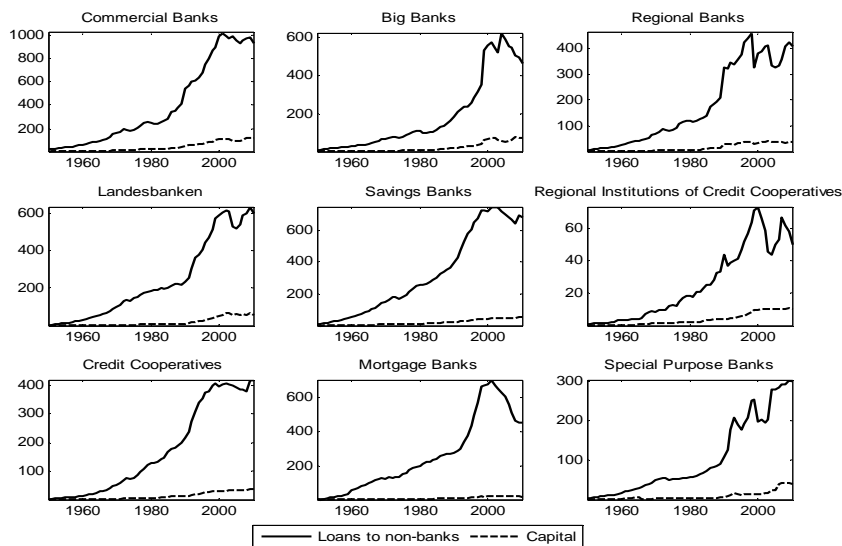 Commercial Banks
1000
800
600
400
200
1960 1980 2000
Big Banks
600
400
200
1960 1980 2000
Regional Banks
400
300
200
100
1960 1980 2000
Landesbanken
600
400
200
1960 1980 2000
Savings Banks
600
400
200
1960 1980 2000
Regional Institutions of Credit Cooperatives
60
40
20
1960 1980 2000
Credit Cooperatives
400
300
200
100
1960 1980 2000
Mortgage Banks
600
400
200
1960 1980 2000
Special Purpose Banks
300
200
100
1960 1980 2000
Loans to non-banks Capital